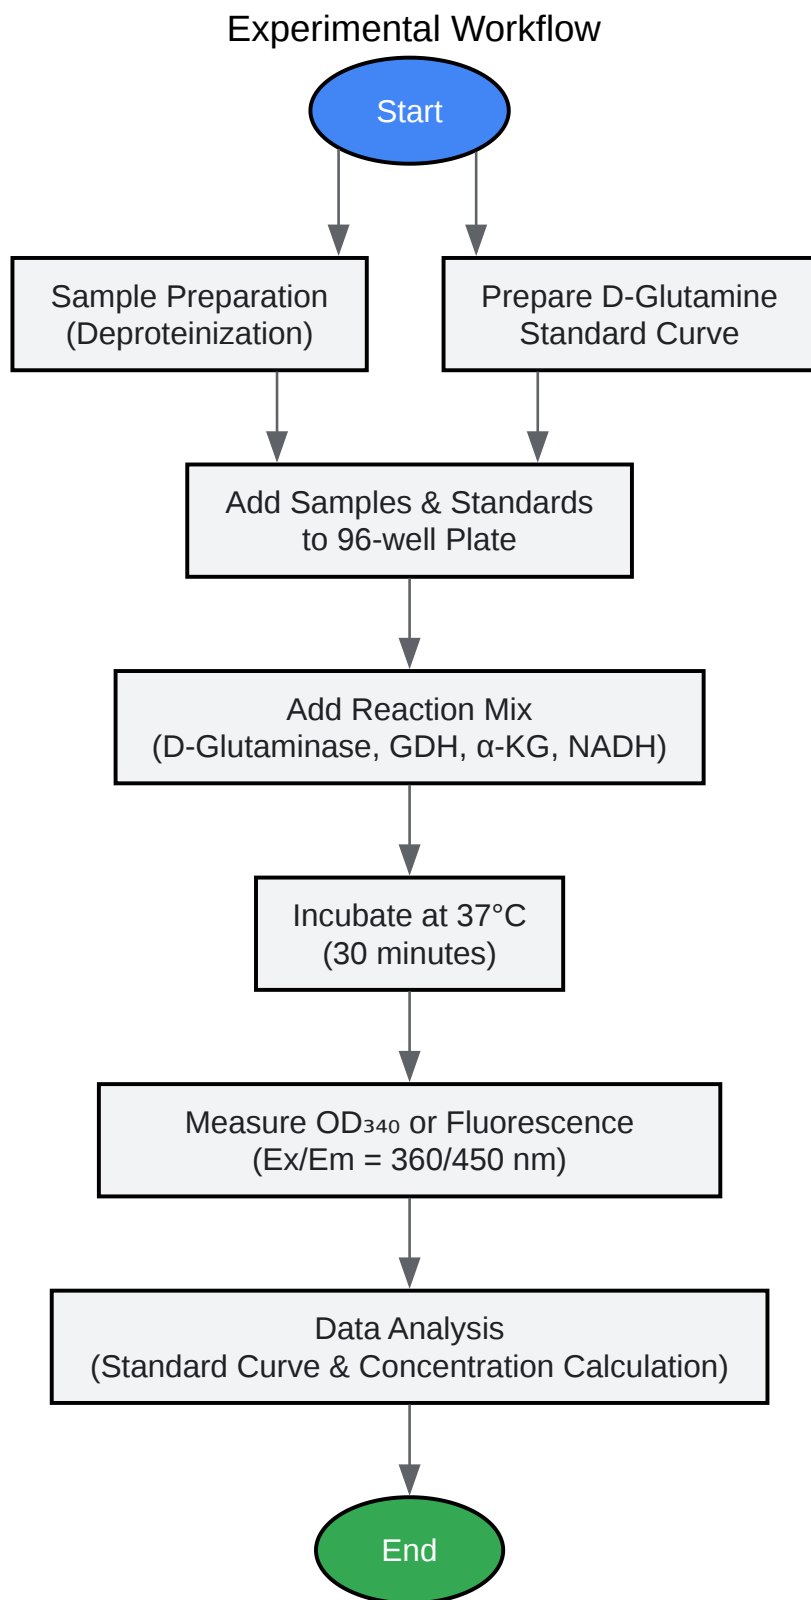 Experimental Workflow
Start
Sample Preparation
(Deproteinization)
Prepare D-Glutamine
Standard Curve
Add Samples & Standards
to 96-well Plate
Add Reaction Mix
(D-Glutaminase, GDH, α-KG, NADH)
Incubate at 37°C
(30 minutes)
Measure OD₃₄₀ or Fluorescence
(Ex/Em = 360/450 nm)
Data Analysis
(Standard Curve & Concentration Calculation)
End